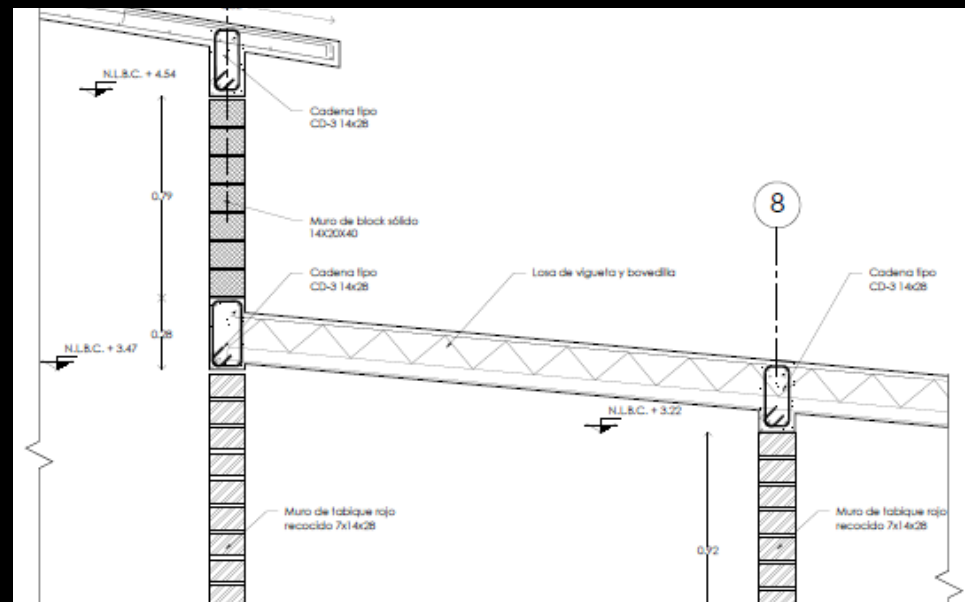 N.L.B.C. + 4.54
Cadena tipo
CD-3 14x28
0.79
8
Muro de block sólido
14X20X40
Cadena tipo
CD-3 14x28
Losa de vigueta y bovedilla
Cadena tipo
CD-3 14x28
0.28
N.L.B.C. + 3.47
N.L.B.C. + 3.22
Muro de tabique rojo
recocido 7x14x28
Muro de tabique rojo
recocido 7x14x28
0.92